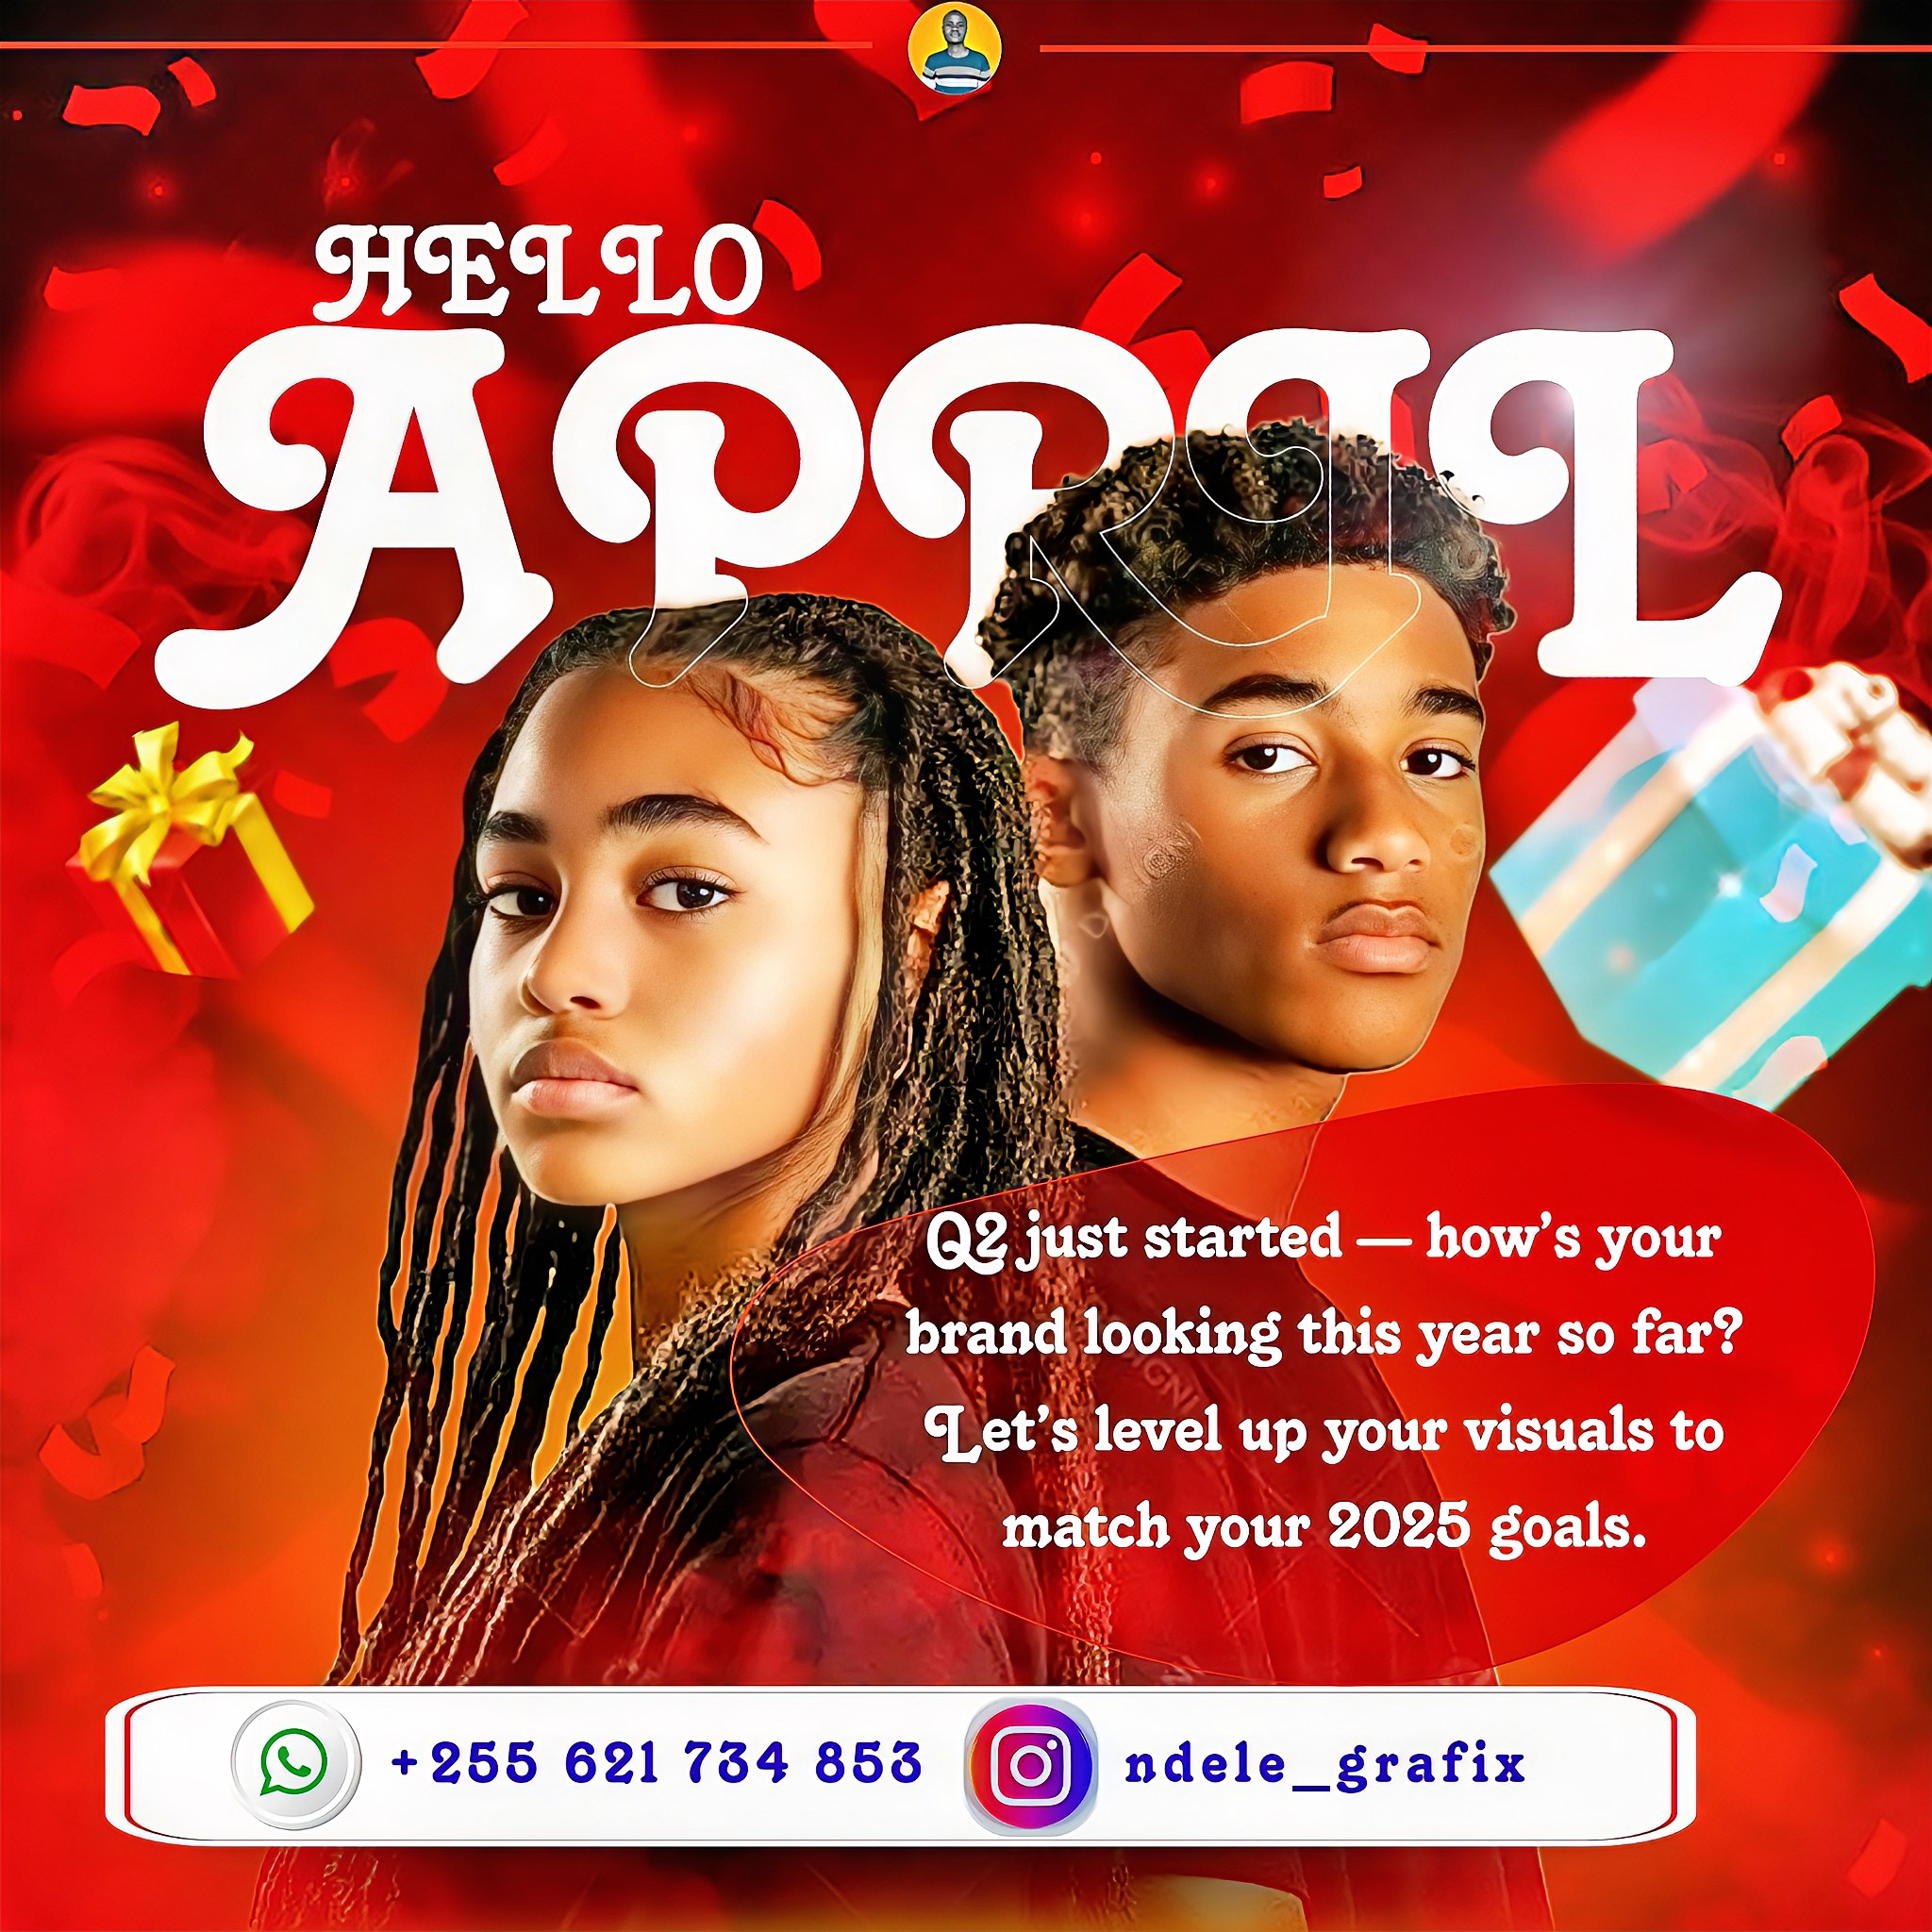 HELLO
APRIL
Q2 just started — how's your
brand looking this year so far?
Let's level up your visuals to
match your 2025 goals.
+255 621 734 853 ndele_grafix